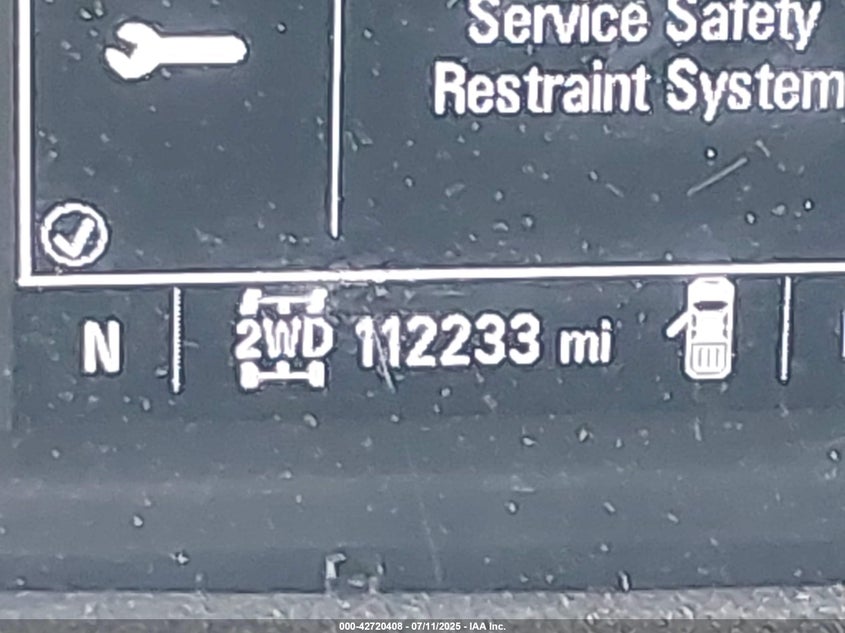 Service Safety
Restraint System
N 2WD 112233 mi
000-42720408 - 07/11/2025 - IAA Inc.